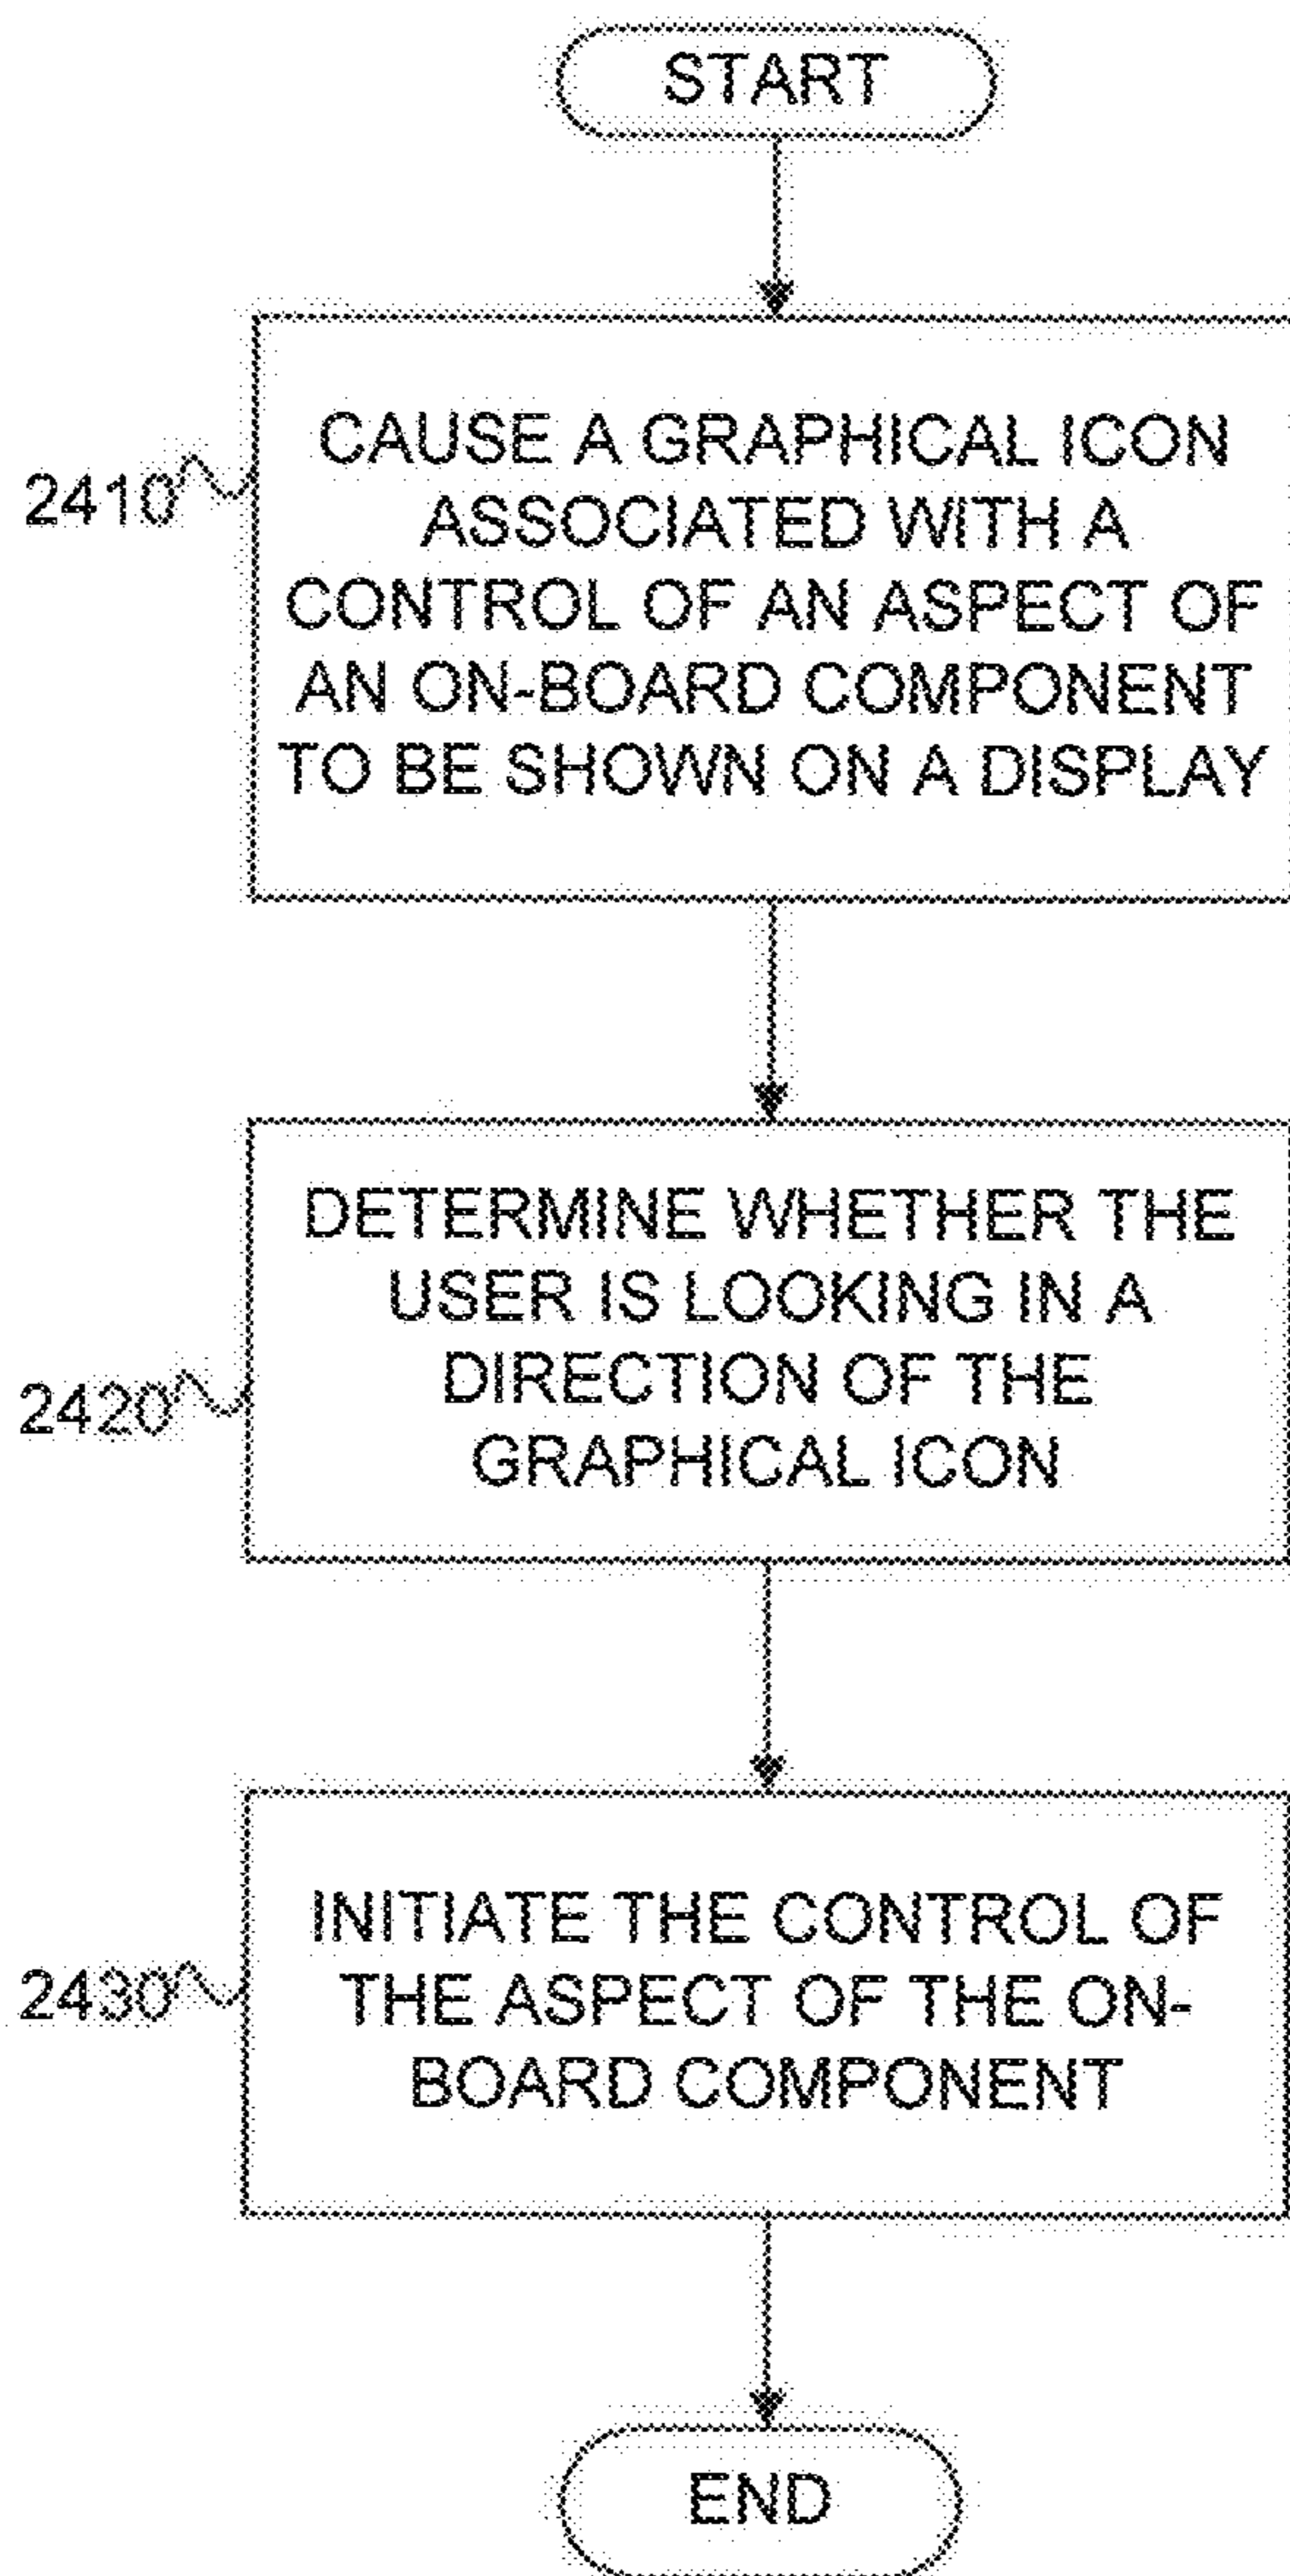 START
2410
CAUSE A GRAPHICAL ICON
ASSOCIATED WITH A
CONTROL OF AN ASPECT OF
AN ON-BOARD COMPONENT
TO BE SHOWN ON A DISPLAY
2420
DETERMINE WHETHER THE
USER IS LOOKING IN A
DIRECTION OF THE
GRAPHICAL ICON
2430
INITIATE THE CONTROL OF
THE ASPECT OF THE ON-
BOARD COMPONENT
END